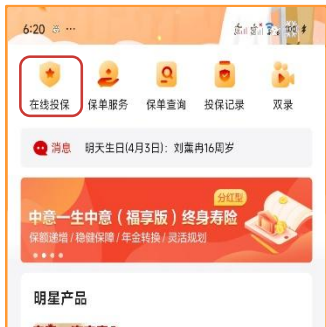 6:20
在线投保 保单服务 保单查询 投保记录 双录
消息 明天生日(4月3日)：刘薰冉16周岁
分红型
中意一生中意（福享版）终身寿险
保额递增/稳健保障/年金转换/灵活规划
明星产品